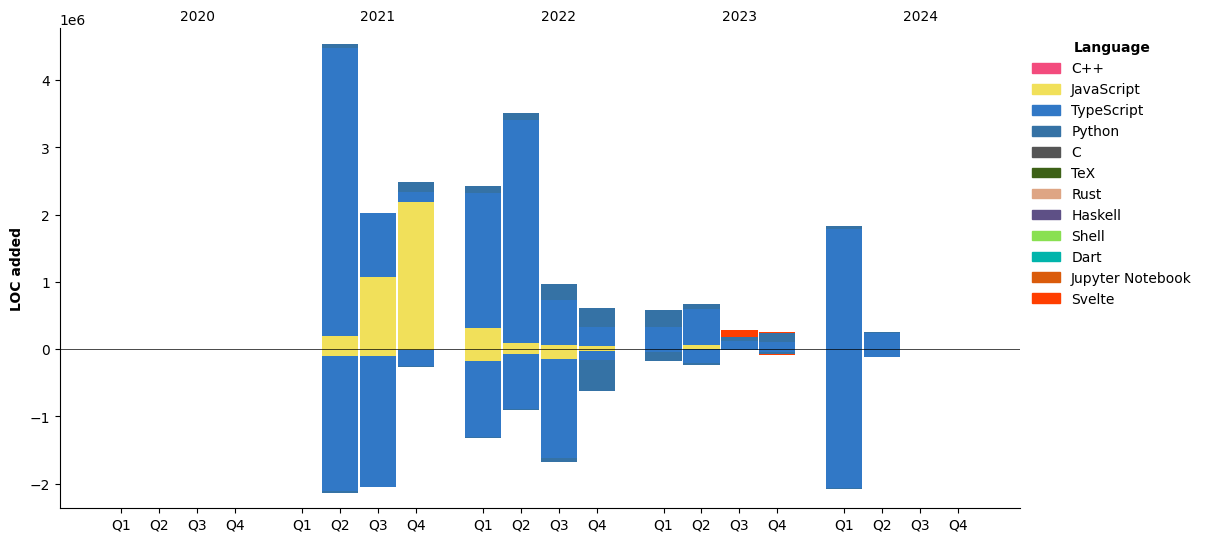 1e6
2020 2021 2022 2023 2024
Language
C++
JavaScript
TypeScript
Python
C
TeX
Rust
Haskell
Shell
Dart
Jupyter Notebook
Svelte
LOC added
4
3
2
1
0
−1
−2
Q1 Q2 Q3 Q4 Q1 Q2 Q3 Q4 Q1 Q2 Q3 Q4 Q1 Q2 Q3 Q4 Q1 Q2 Q3 Q4